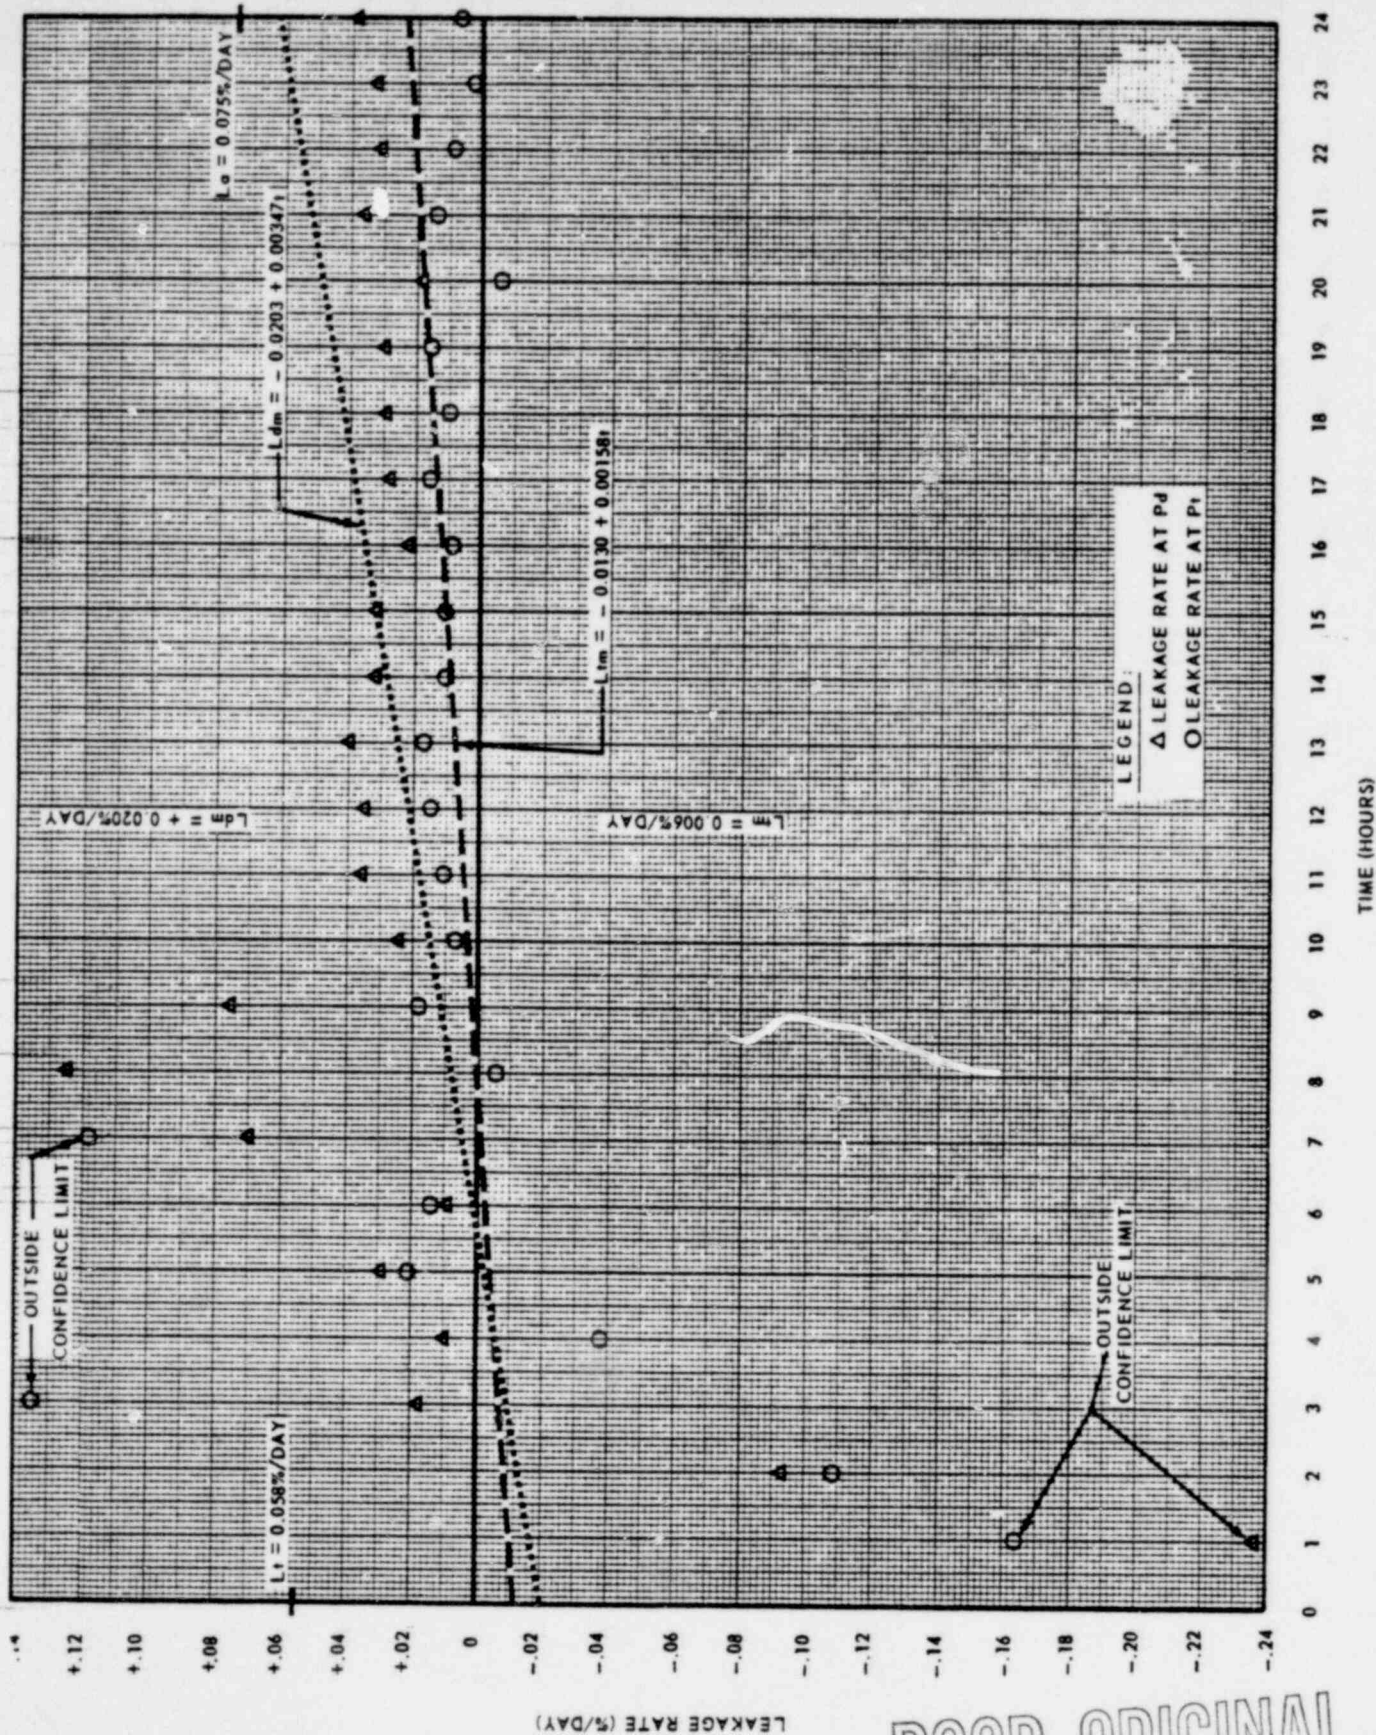 La = 0.075%/DAY
Ldm = - 0.0203 + 0.00347t
Ldm = + 0.020%/DAY
OUTSIDE
CONFIDENCE LIMIT
Lt = 0.058%/DAY
Ltm = - 0.0130 + 0.00158t
Ltm = 0.006%/DAY
LEGEND:
Δ LEAKAGE RATE AT Pd
O LEAKAGE RATE AT Pt
OUTSIDE
CONFIDENCE LIMIT
+.12
+.10
+.08
+.06
+.04
+.02
0
-.02
-.04
-.06
-.08
-.10
-.12
-.14
-.16
-.18
-.20
-.22
-.24
LEAKAGE RATE (%/DAY)
0 1 2 3 4 5 6 7 8 9 10 11 12 13 14 15 16 17 18 19 20 21 22 23 24
TIME (HOURS)
POOR ORIGINAL